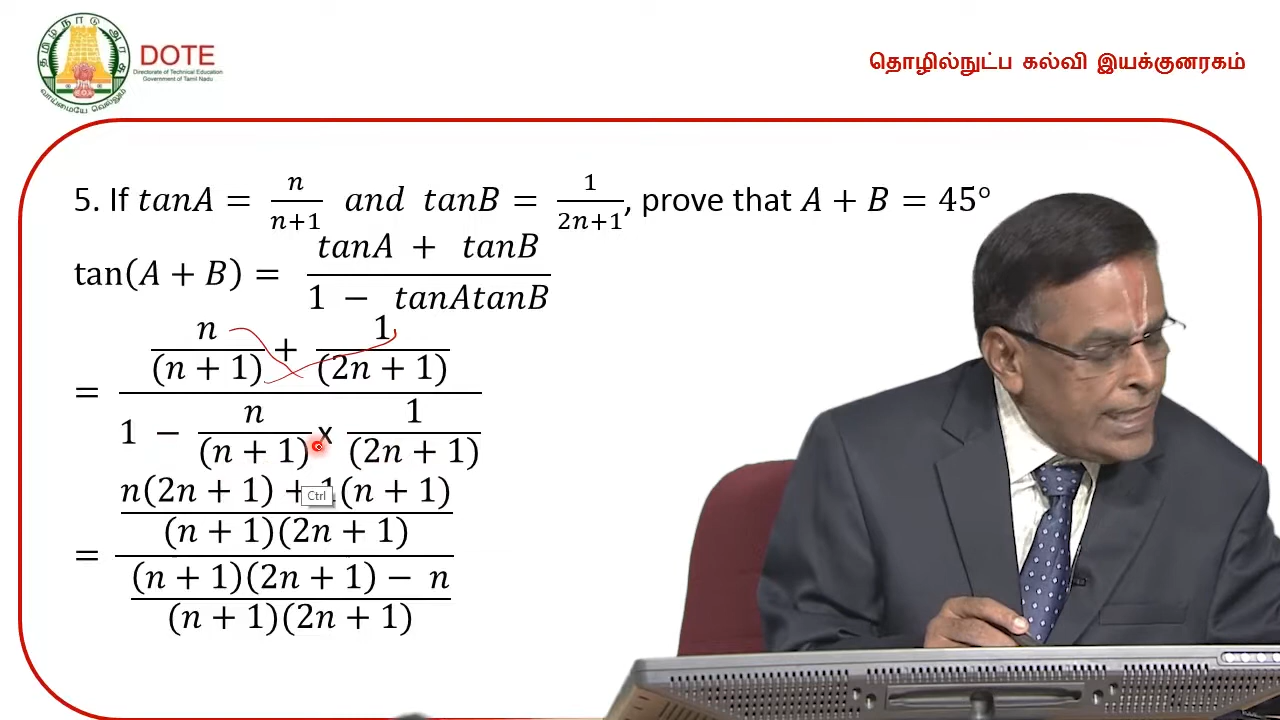 தமிழ்நாடு அரசு
வாய்மையே வெல்லும்
DOTE
Directorate of Technical Education
Government of Tamil Nadu
தொழில்நுட்ப கல்வி இயக்குனரகம்
5. If tanA = n/(n+1) and tanB = 1/(2n+1), prove that A + B = 45°
tan(A + B) = (tanA + tanB)/(1 − tanAtanB)
= (n/(n + 1) + 1/(2n + 1))/(1 − n/(n + 1) x 1/(2n + 1))
= ((n(2n + 1) + 1(n + 1))/((n + 1)(2n + 1)))/(((n + 1)(2n + 1) − n)/((n + 1)(2n + 1)))
Ctrl